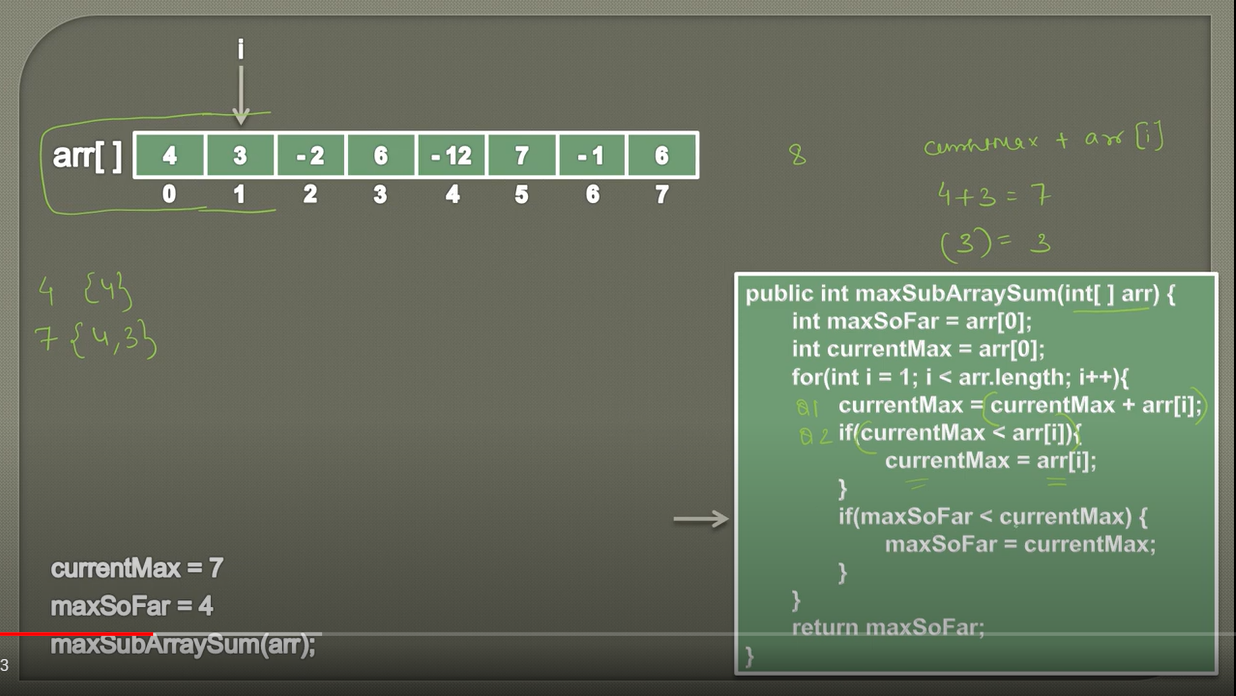 i
arr[ ] 4 3 - 2 6 - 12 7 - 1 6
0 1 2 3 4 5 6 7
8
currentMax + arr [i]
4+3 = 7
(3) = 3
4 {4}
7 {4,3}
public int maxSubArraySum(int[ ] arr) {
int maxSoFar = arr[0];
int currentMax = arr[0];
for(int i = 1; i < arr.length; i++){
Q1 currentMax = currentMax + arr[i];
Q2 if(currentMax < arr[i]){
currentMax = arr[i];
}
if(maxSoFar < currentMax) {
maxSoFar = currentMax;
}
}
return maxSoFar;
}
currentMax = 7
maxSoFar = 4
maxSubArraySum(arr);
3